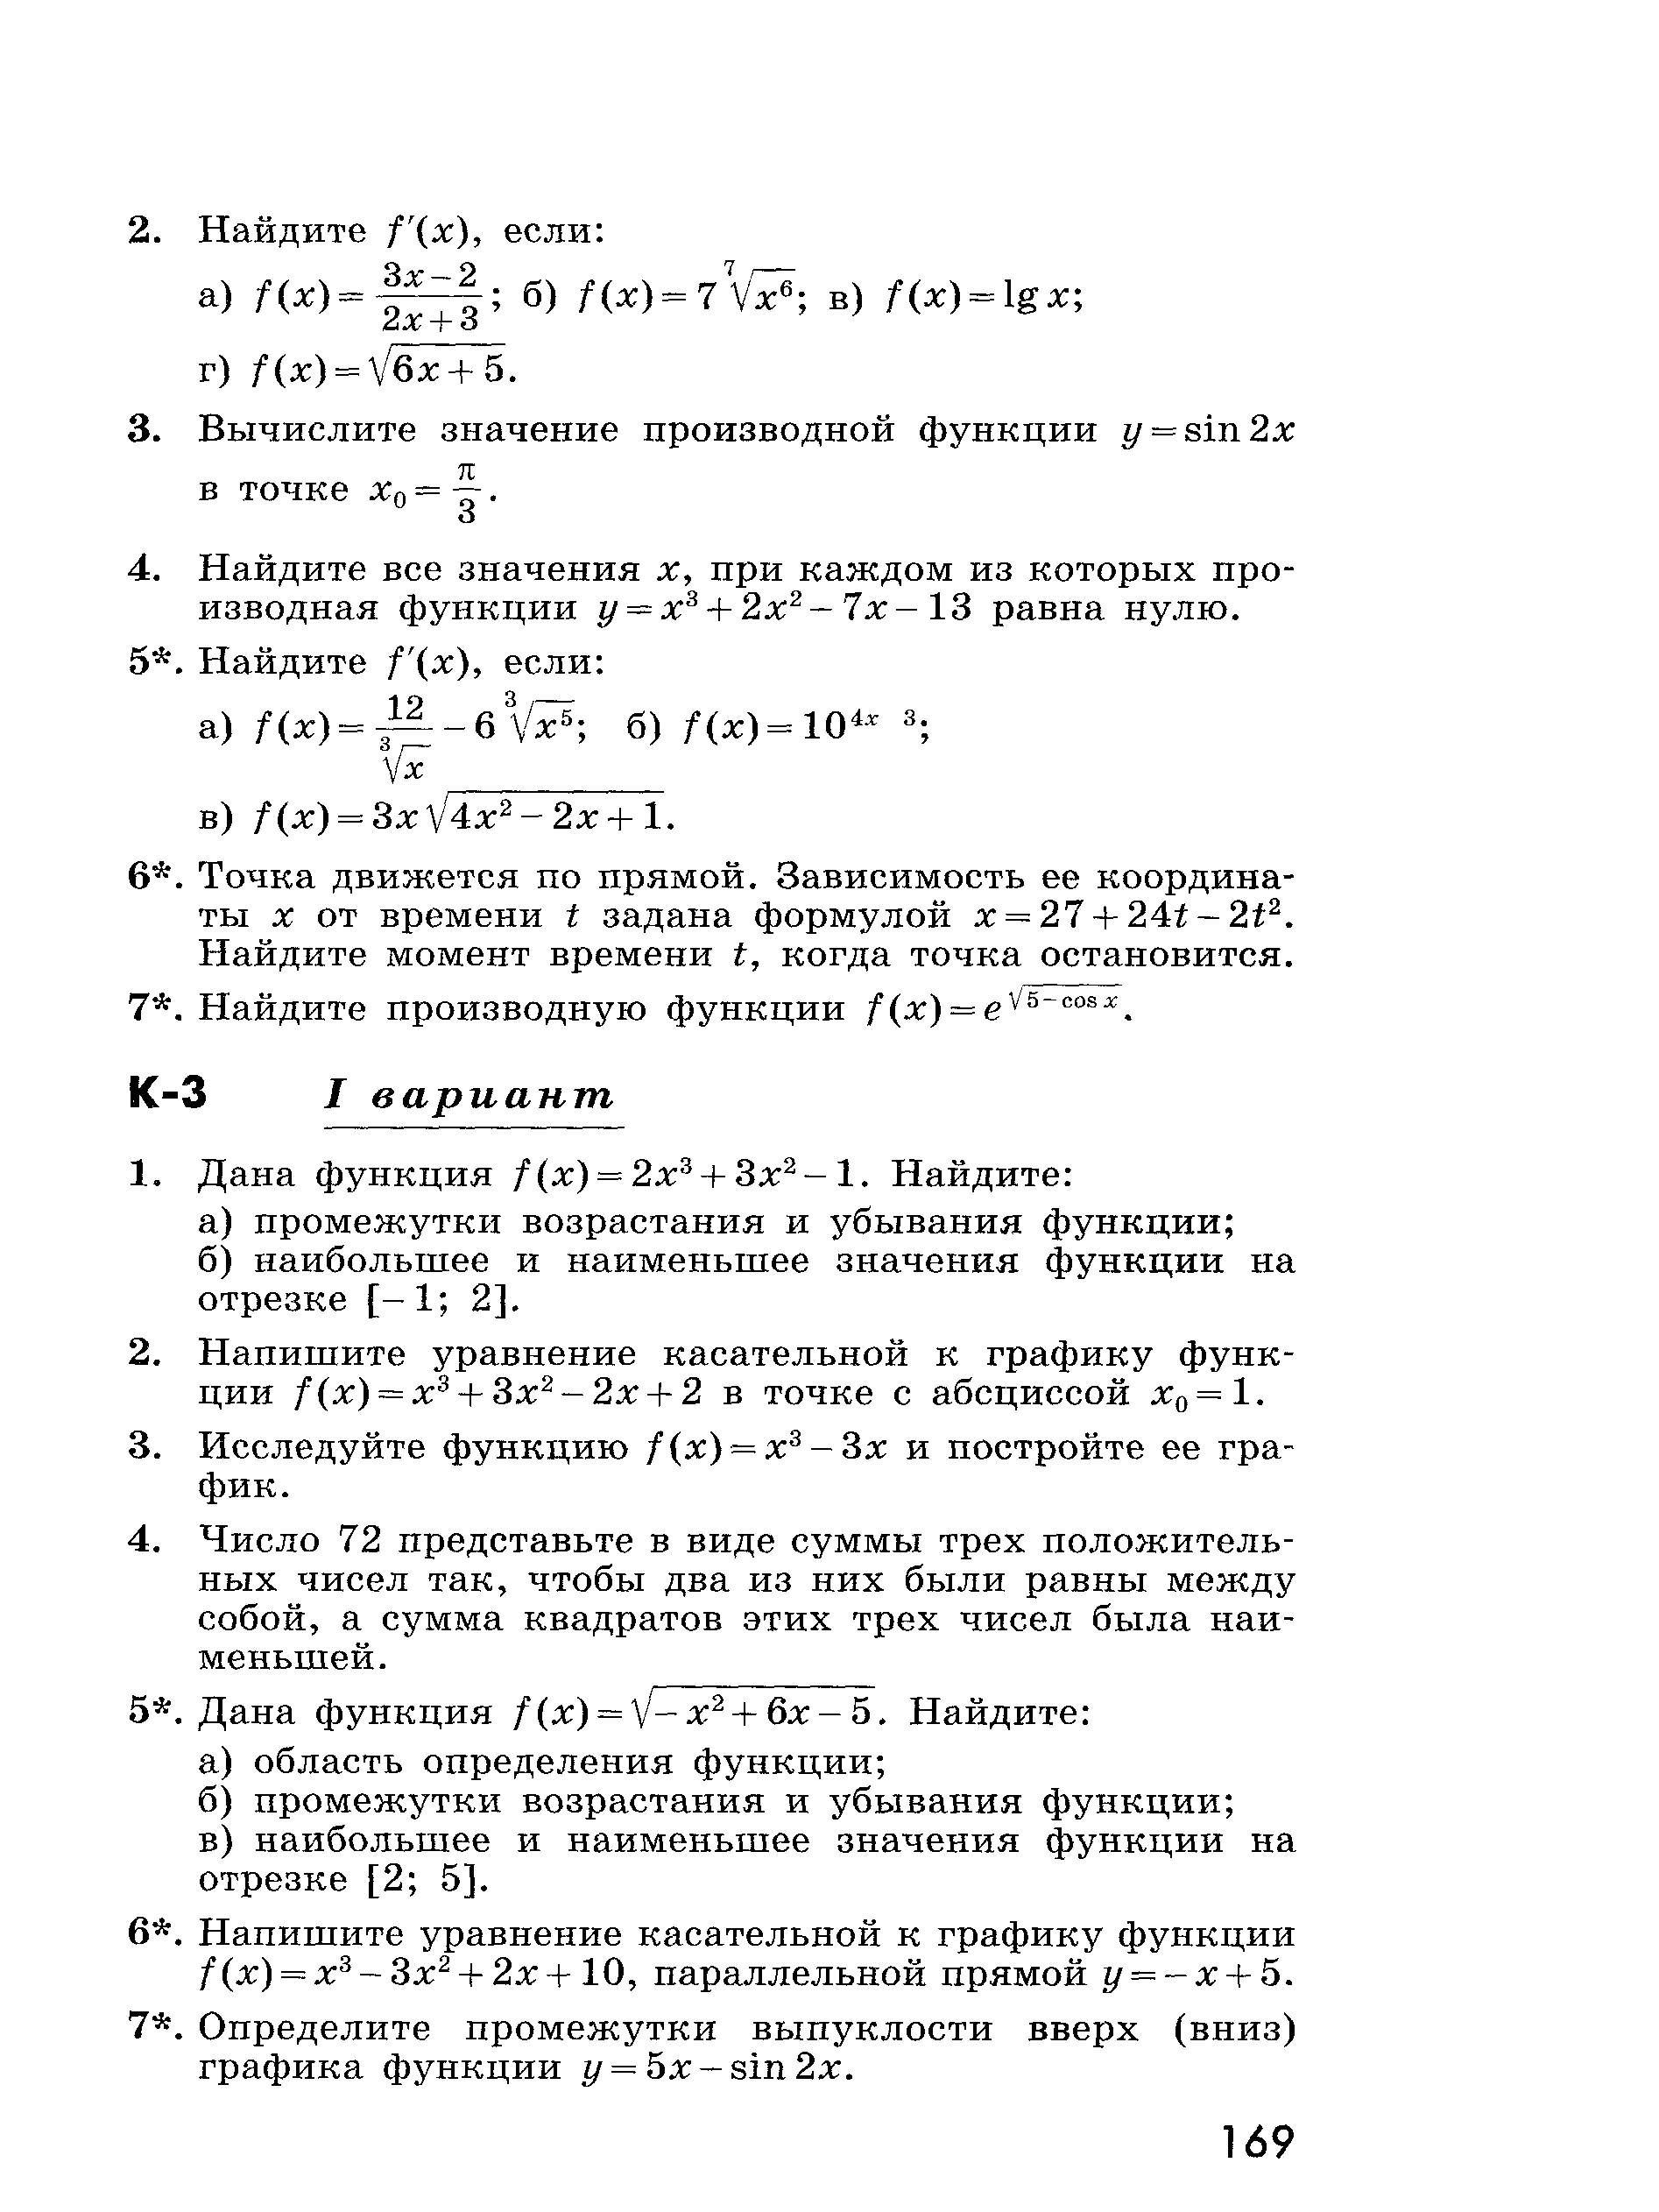 2. Найдите f′(x), если:
а) f(x) = \frac{3x − 2}{2x + 3}; б) f(x) = 7\sqrt[7]{x⁶}; в) f(x) = lg x;
г) f(x) = √(6x + 5).
3. Вычислите значение производной функции y = sin 2x
в точке x₀ = \frac{π}{3}.
4. Найдите все значения x, при каждом из которых про-
изводная функции y = x³ + 2x² − 7x − 13 равна нулю.
5*. Найдите f′(x), если:
а) f(x) = \frac{12}{\sqrt[3]{x}} − 6\sqrt[3]{x⁵}; б) f(x) = 10^{4x 3};
в) f(x) = 3x√(4x² − 2x + 1).
6*. Точка движется по прямой. Зависимость ее координа-
ты x от времени t задана формулой x = 27 + 24t − 2t².
Найдите момент времени t, когда точка остановится.
7*. Найдите производную функции f(x) = e^{√(5 − cos x)}.
К-3 I вариант
1. Дана функция f(x) = 2x³ + 3x² − 1. Найдите:
а) промежутки возрастания и убывания функции;
б) наибольшее и наименьшее значения функции на
отрезке [−1; 2].
2. Напишите уравнение касательной к графику функ-
ции f(x) = x³ + 3x² − 2x + 2 в точке с абсциссой x₀ = 1.
3. Исследуйте функцию f(x) = x³ − 3x и постройте ее гра-
фик.
4. Число 72 представьте в виде суммы трех положитель-
ных чисел так, чтобы два из них были равны между
собой, а сумма квадратов этих трех чисел была наи-
меньшей.
5*. Дана функция f(x) = √(−x² + 6x − 5). Найдите:
а) область определения функции;
б) промежутки возрастания и убывания функции;
в) наибольшее и наименьшее значения функции на
отрезке [2; 5].
6*. Напишите уравнение касательной к графику функции
f(x) = x³ − 3x² + 2x + 10, параллельной прямой y = −x + 5.
7*. Определите промежутки выпуклости вверх (вниз)
графика функции y = 5x − sin 2x.
169